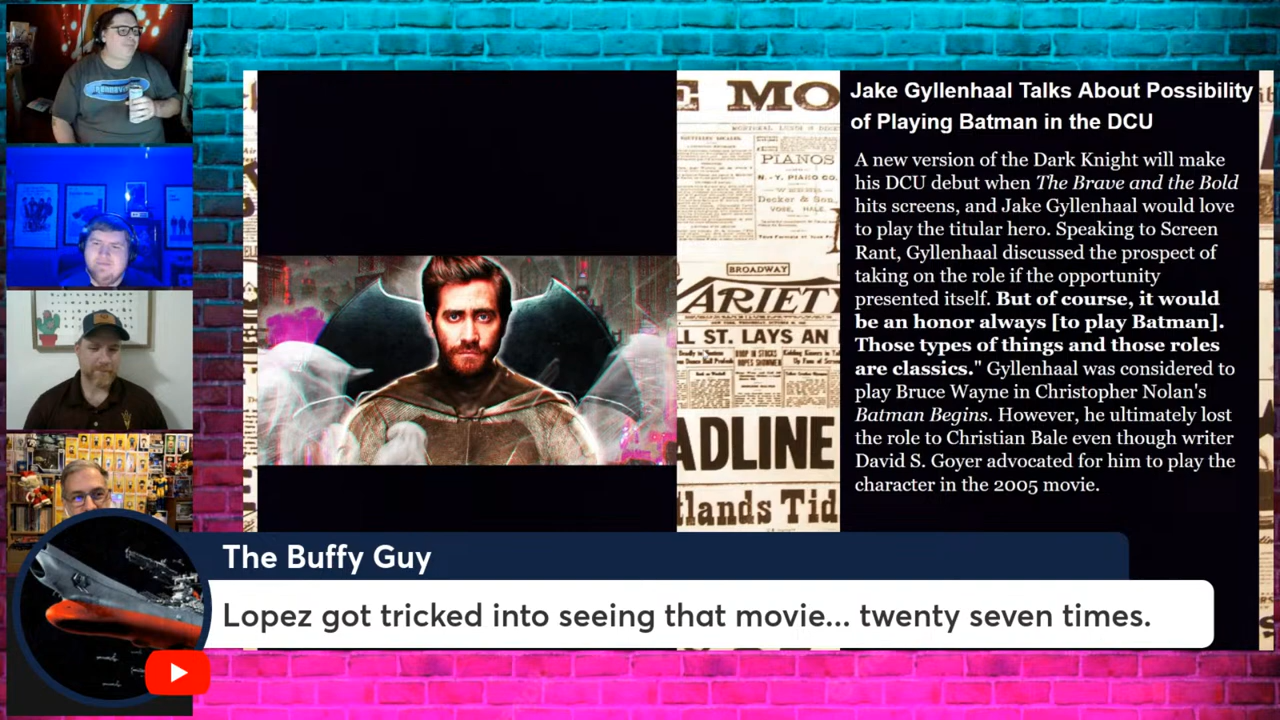 Jake Gyllenhaal Talks About Possibility
of Playing Batman in the DCU
A new version of the Dark Knight will make
his DCU debut when The Brave and the Bold
hits screens, and Jake Gyllenhaal would love
to play the titular hero. Speaking to Screen
Rant, Gyllenhaal discussed the prospect of
taking on the role if the opportunity
presented itself. But of course, it would
be an honor always [to play Batman].
Those types of things and those roles
are classics." Gyllenhaal was considered to
play Bruce Wayne in Christopher Nolan's
Batman Begins. However, he ultimately lost
the role to Christian Bale even though writer
David S. Goyer advocated for him to play the
character in the 2005 movie.
MO
PIANOS
N.-Y. PIANO CO.
Decker & Son,
BROADWAY
ARIETY
LL ST. LAYS AN
ADLINE
tlands Tid
The Buffy Guy
Lopez got tricked into seeing that movie... twenty seven times.